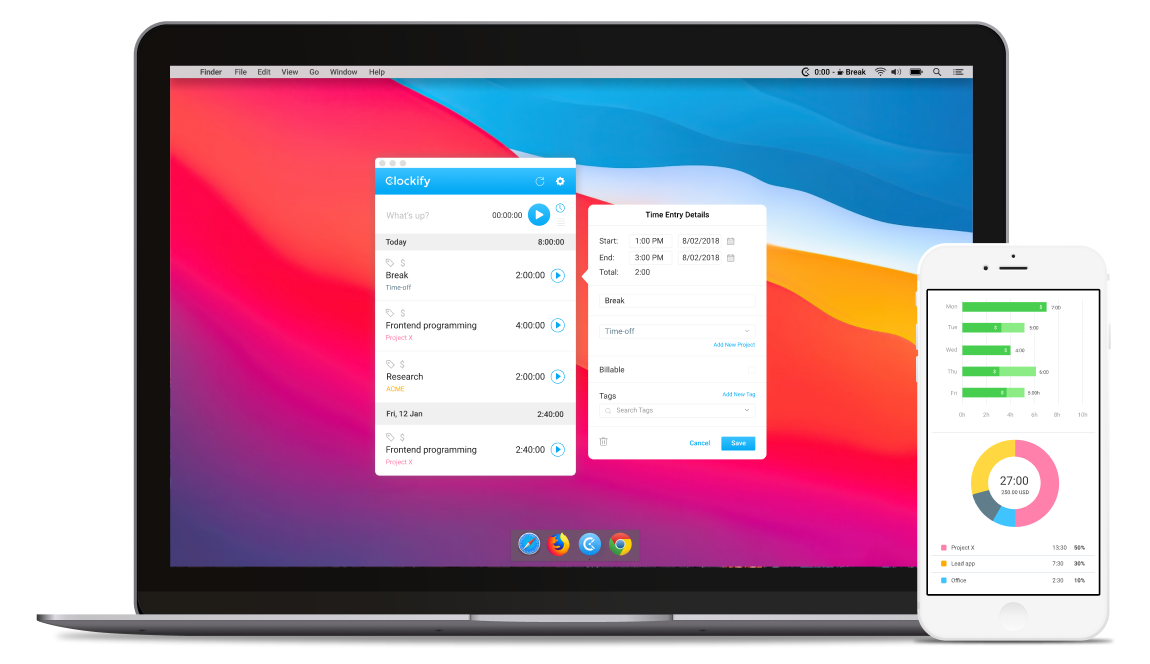 Finder File Edit View Go Window Help
0:00 - Break
Clockify
What's up? 00:00:00
Today 8:00:00
$
Break 2:00:00
Time-off
$
Frontend programming 4:00:00
Project X
$
Research 2:00:00
ACME
Fri, 12 Jan 2:40:00
$
Frontend programming 2:40:00
Project X
Time Entry Details
Start: 1:00 PM 8/02/2018
End: 3:00 PM 8/02/2018
Total: 2:00
Break
Time-off
Add New Project
Billable
Tags Add New Tag
Search Tags
Cancel Save
Mon $ 7:00
Tue $ 5:00
Wed $ 4:00
Thu $ 6:00
Fri $ 5:00h
0h 2h 4h 6h 8h 10h
27:00
250.00 USD
Project X 13:30 50%
Lead app 7:30 30%
Office 2:30 10%